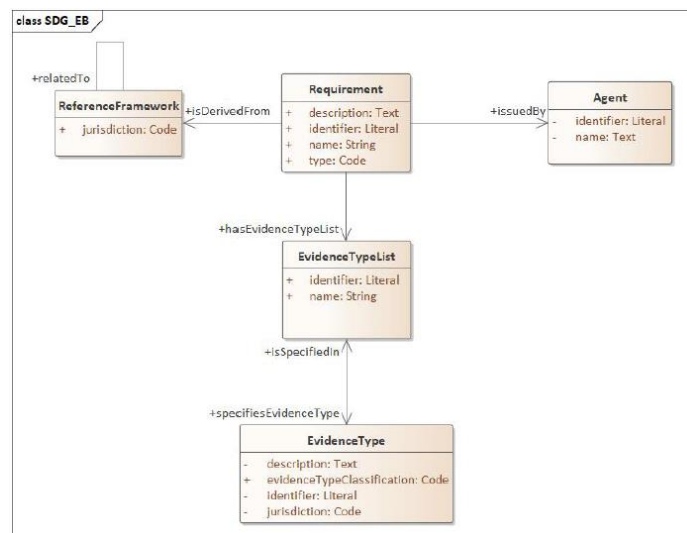 class SDG_EB
+relatedTo
ReferenceFramework
+ jurisdiction: Code
+isDerivedFrom
Requirement
+ description: Text
+ identifier: Literal
+ name: String
+ type: Code
+issuedBy
Agent
- identifier: Literal
- name: Text
+hasEvidenceTypeList
EvidenceTypeList
+ identifier: Literal
+ name: String
+isSpecifiedIn
+specifiesEvidenceType
EvidenceType
- description: Text
+ evidenceTypeClassification: Code
- identifier: Literal
- jurisdiction: Code